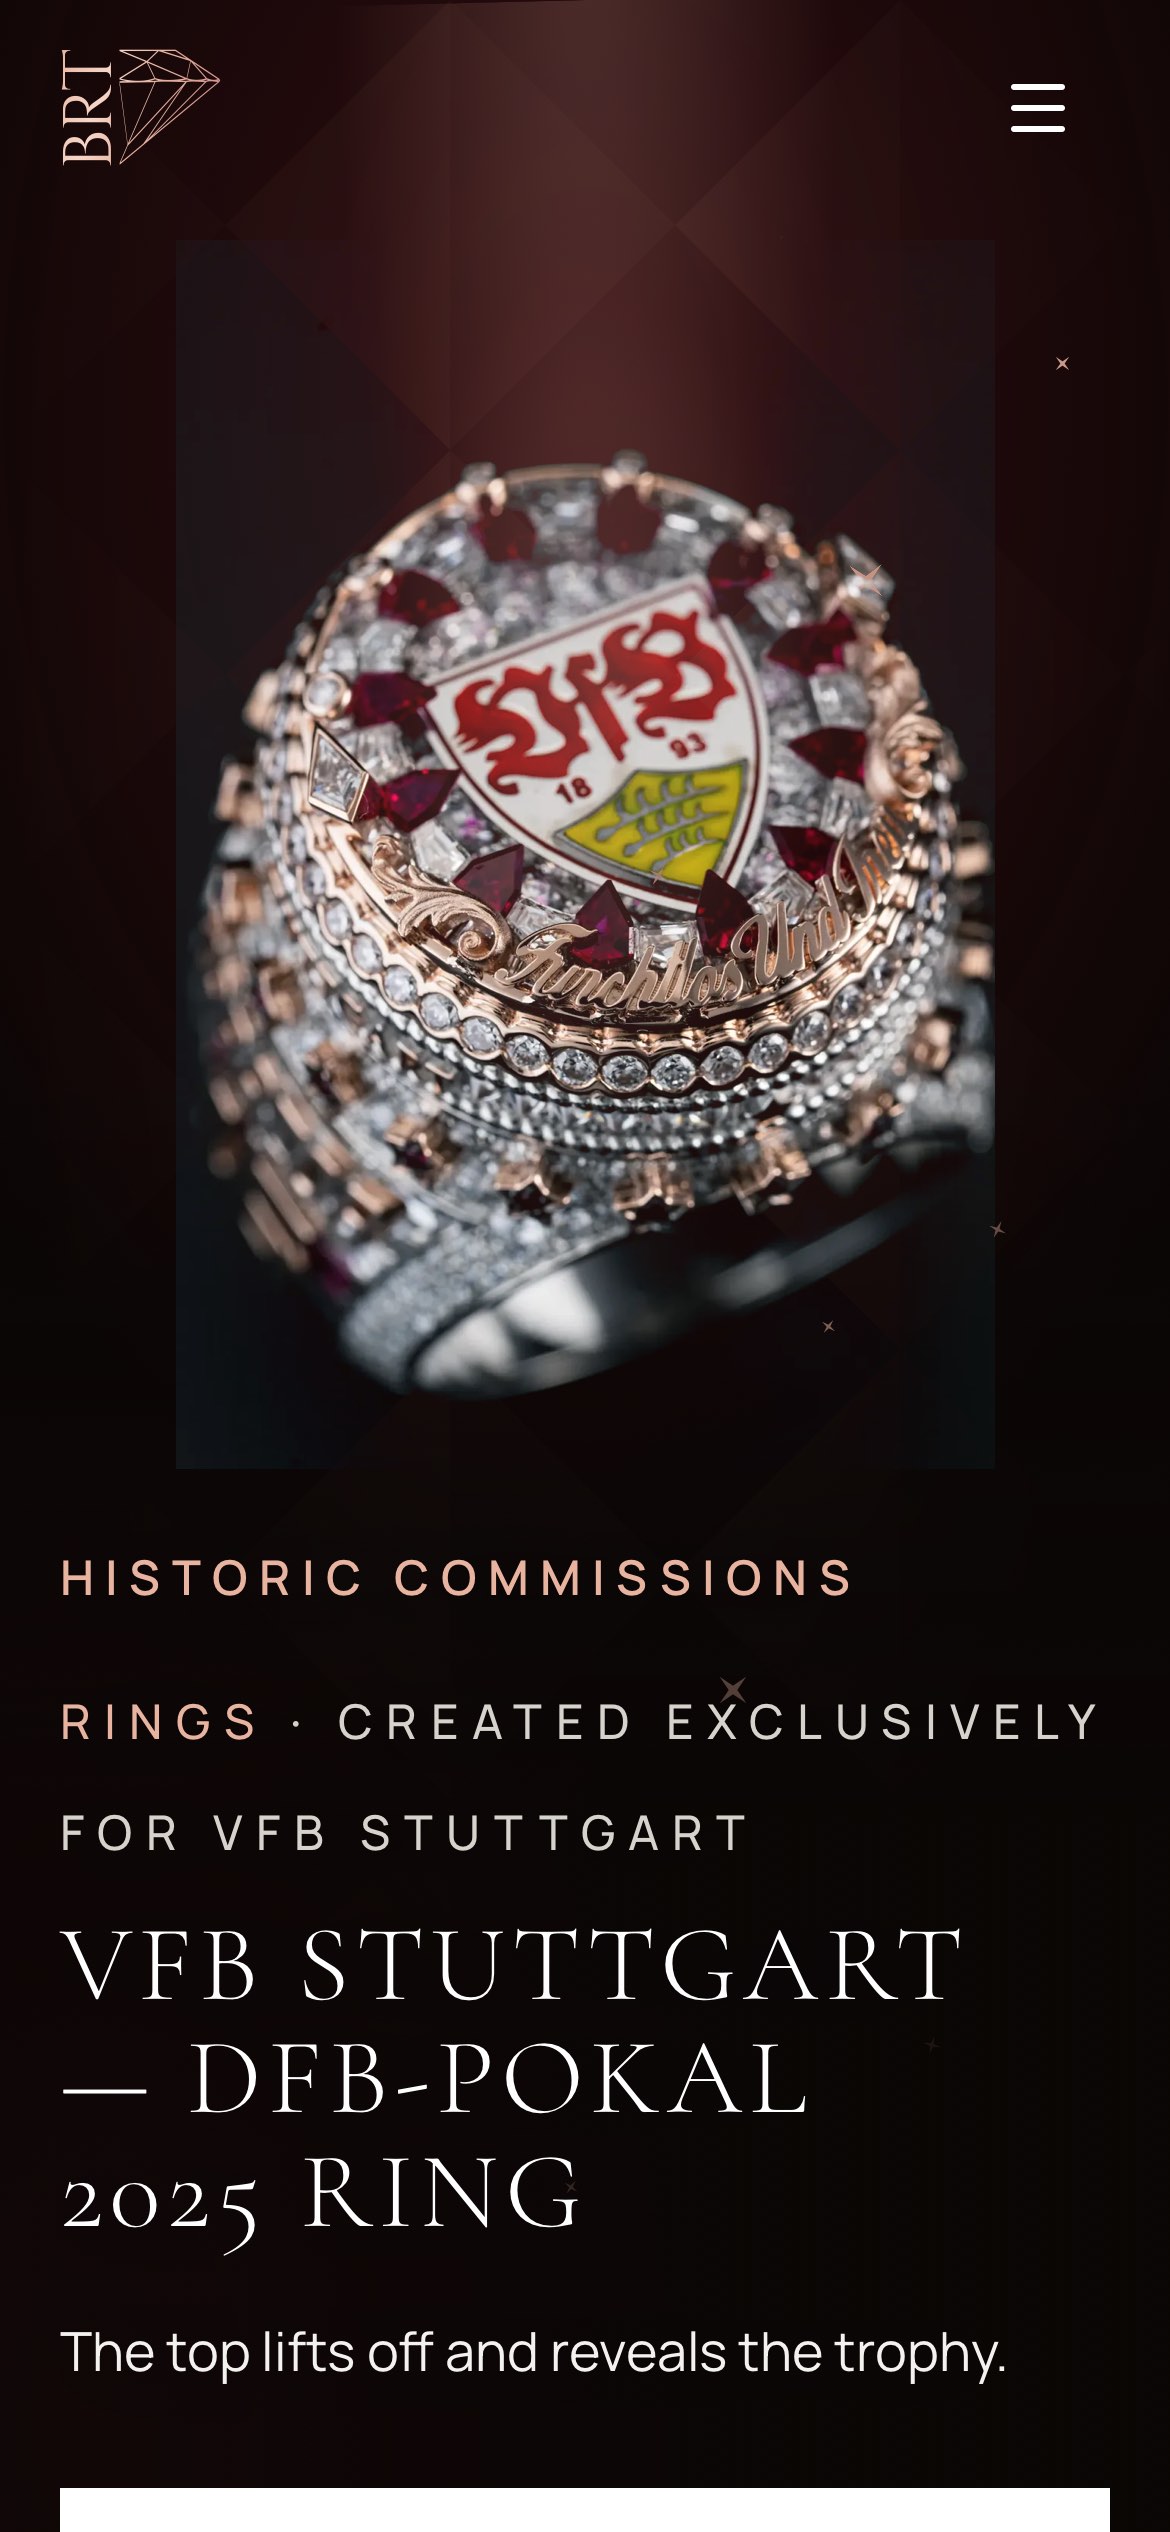 BRT
VfB
18 93
Furchtlos Und
HISTORIC COMMISSIONS
RINGS · CREATED EXCLUSIVELY
FOR VFB STUTTGART
VFB STUTTGART
— DFB-POKAL
2025 RING
The top lifts off and reveals the trophy.